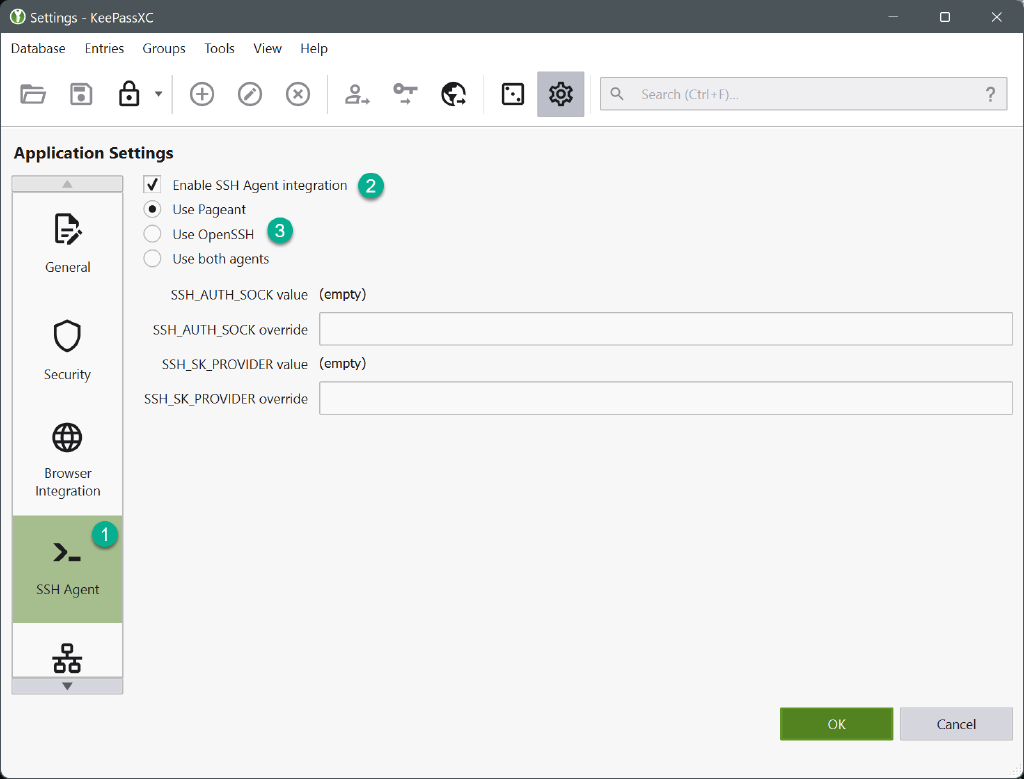 Settings - KeePassXC
Database Entries Groups Tools View Help
Search (Ctrl+F)... ?
Application Settings
General
Security
Browser
Integration
1
SSH Agent
Enable SSH Agent integration 2
Use Pageant
Use OpenSSH 3
Use both agents
SSH_AUTH_SOCK value (empty)
SSH_AUTH_SOCK override
SSH_SK_PROVIDER value (empty)
SSH_SK_PROVIDER override
OK Cancel